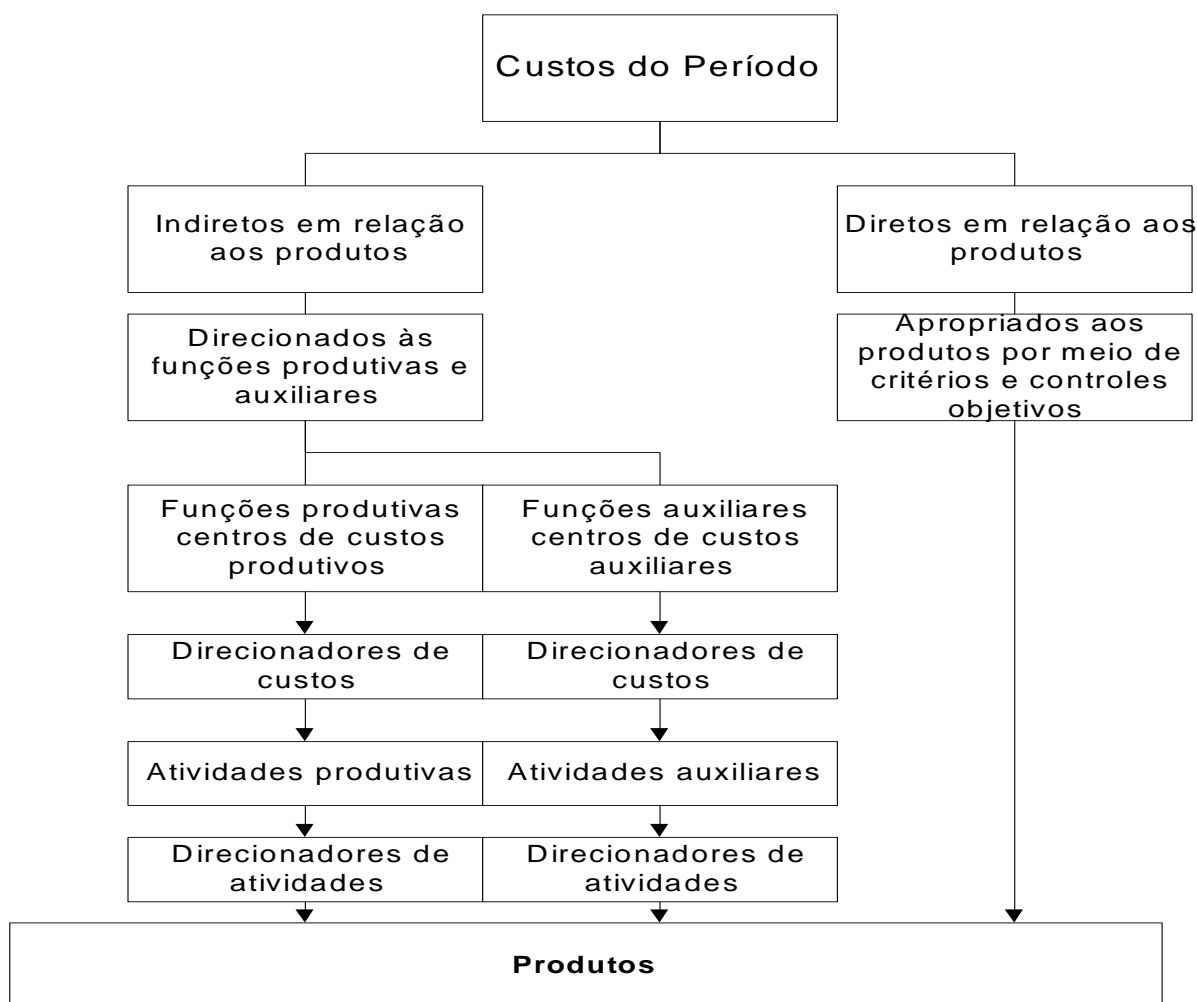 Custos do Período
Indiretos em relação
aos produtos
Diretos em relação aos
produtos
Direcionados às
funções produtivas e
auxiliares
Apropriados aos
produtos por meio de
critérios e controles
objetivos
Funções produtivas
centros de custos
produtivos
Funções auxiliares
centros de custos
auxiliares
Direcionadores de
custos
Direcionadores de
custos
Atividades produtivas
Atividades auxiliares
Direcionadores de
atividades
Direcionadores de
atividades
Produtos